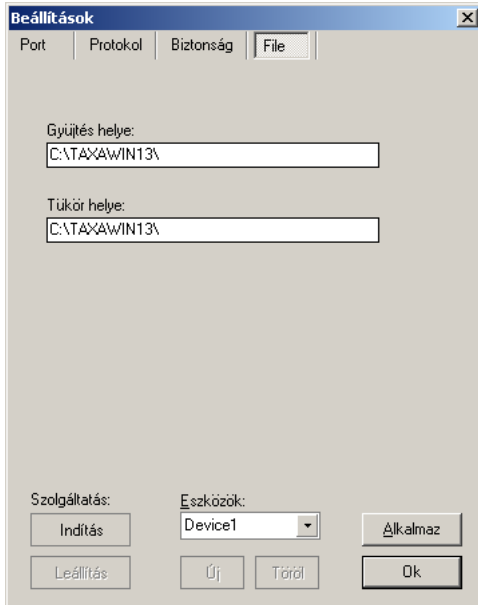 Beállítások
Port Protokol Biztonság File
Gyüjtés helye:
C:\TAXAWIN13\
Tükör helye:
C:\TAXAWIN13\
Szolgáltatás: Eszközök:
Indítás Device1 Alkalmaz
Leállítás Új Töröl Ok